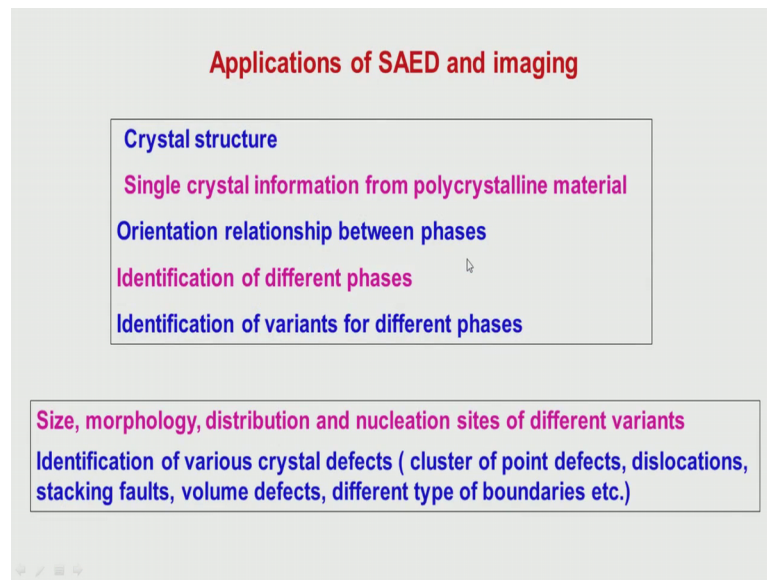 Applications of SAED and imaging
Crystal structure
Single crystal information from polycrystalline material
Orientation relationship between phases
Identification of different phases
Identification of variants for different phases
Size, morphology, distribution and nucleation sites of different variants
Identification of various crystal defects ( cluster of point defects, dislocations,
stacking faults, volume defects, different type of boundaries etc.)